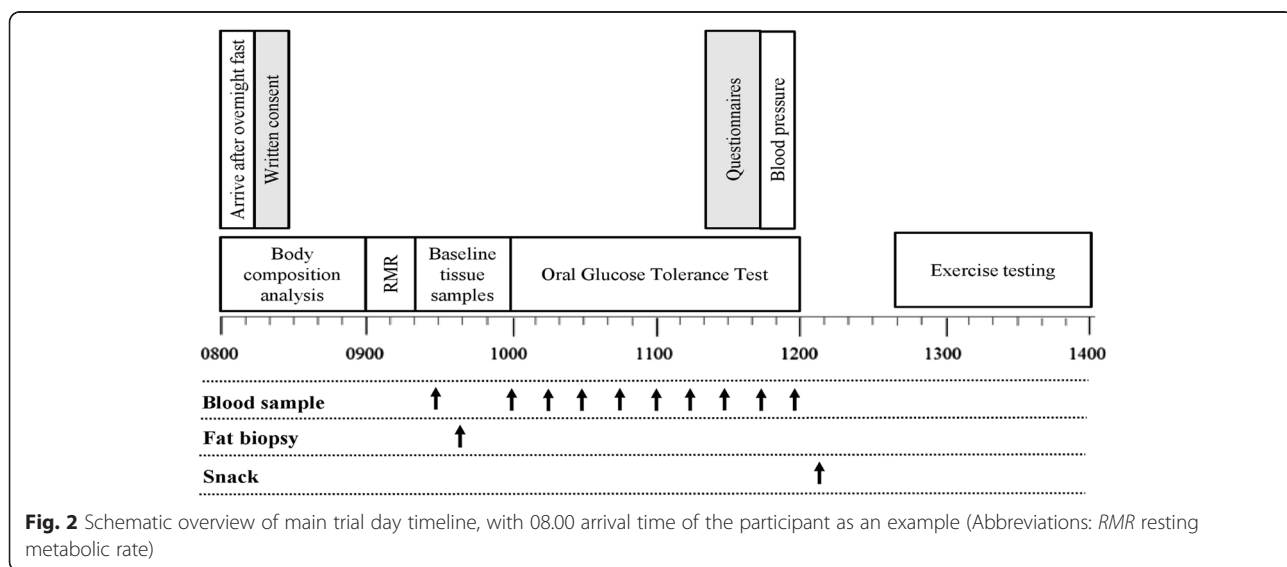 Arrive after overnight fast
Written consent
Questionnaires
Blood pressure
Body
composition
analysis
RMR
Baseline
tissue
samples
Oral Glucose Tolerance Test
Exercise testing
0800 0900 1000 1100 1200 1300 1400
Blood sample
Fat biopsy
Snack
Fig. 2 Schematic overview of main trial day timeline, with 08.00 arrival time of the participant as an example (Abbreviations: RMR resting
metabolic rate)